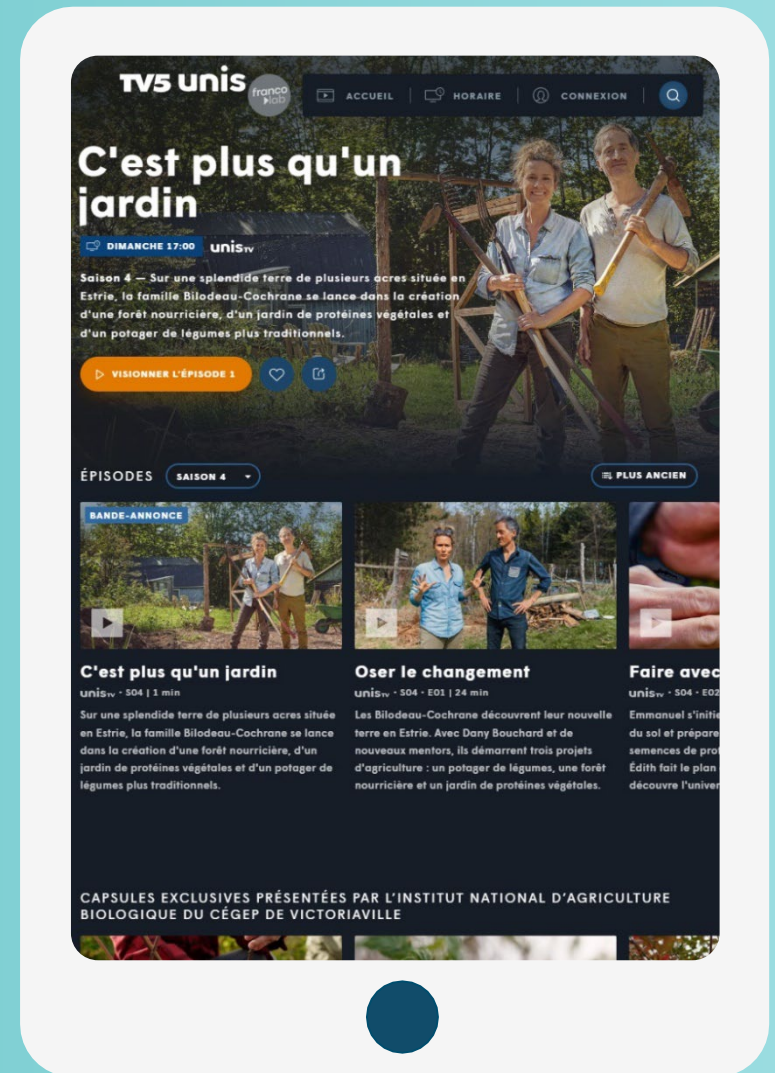 TV5 unis
franco
lab
ACCUEIL
HORAIRE
CONNEXION
C'est plus qu'un
jardin
DIMANCHE 17:00 unis TV
Saison 4 — Sur une splendide terre de plusieurs acres située en
Estrie, la famille Bilodeau-Cochrane se lance dans la création
d'une forêt nourricière, d'un jardin de protéines végétales et
d'un potager de légumes plus traditionnels.
VISIONNER L'ÉPISODE 1
ÉPISODES
SAISON 4
PLUS ANCIEN
BANDE-ANNONCE
C'est plus qu'un jardin
unis TV · S04 | 1 min
Sur une splendide terre de plusieurs acres située
en Estrie, la famille Bilodeau-Cochrane se lance
dans la création d'une forêt nourricière, d'un
jardin de protéines végétales et d'un potager de
légumes plus traditionnels.
Oser le changement
unis TV · S04 · E01 | 24 min
Les Bilodeau-Cochrane découvrent leur nouvelle
terre en Estrie. Avec Dany Bouchard et de
nouveaux mentors, ils démarrent trois projets
d'agriculture : un potager de légumes, une forêt
nourricière et un jardin de protéines végétales.
Faire avec
unis TV · S04 · E02
Emmanuel s'initie
du sol et prépare
semences de prot
Édith fait le plan
découvre l'univer
CAPSULES EXCLUSIVES PRÉSENTÉES PAR L'INSTITUT NATIONAL D'AGRICULTURE
BIOLOGIQUE DU CÉGEP DE VICTORIAVILLE